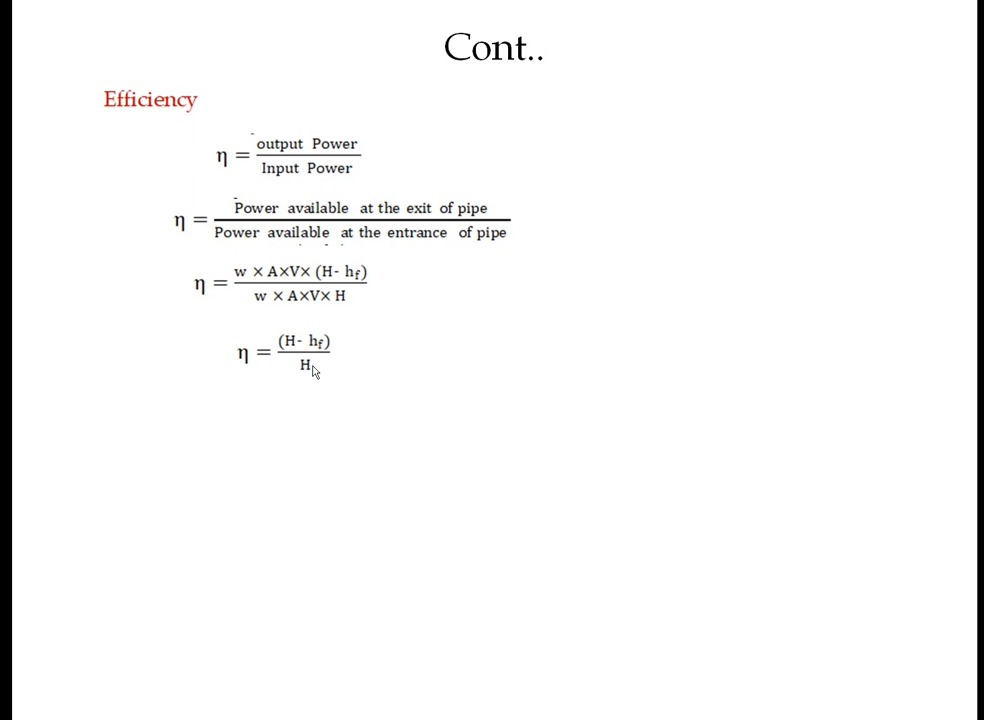 Cont..
Efficiency
η = output Power / Input Power
η = Power available at the exit of pipe / Power available at the entrance of pipe
η = w × A×V× (H- hf) / w × A×V× H
η = (H- hf) / H